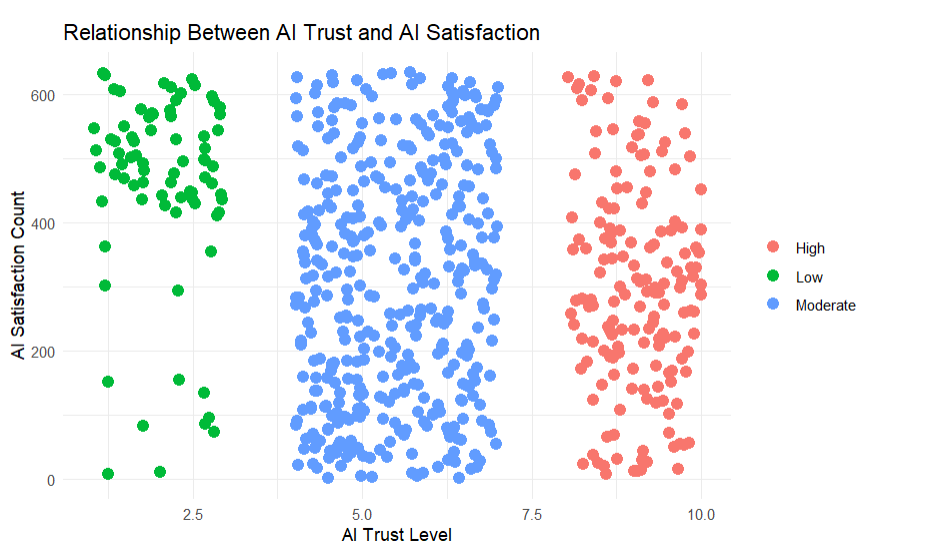 Relationship Between AI Trust and AI Satisfaction
AI Satisfaction Count
600
400
200
0
2.5
5.0
7.5
10.0
AI Trust Level
High
Low
Moderate